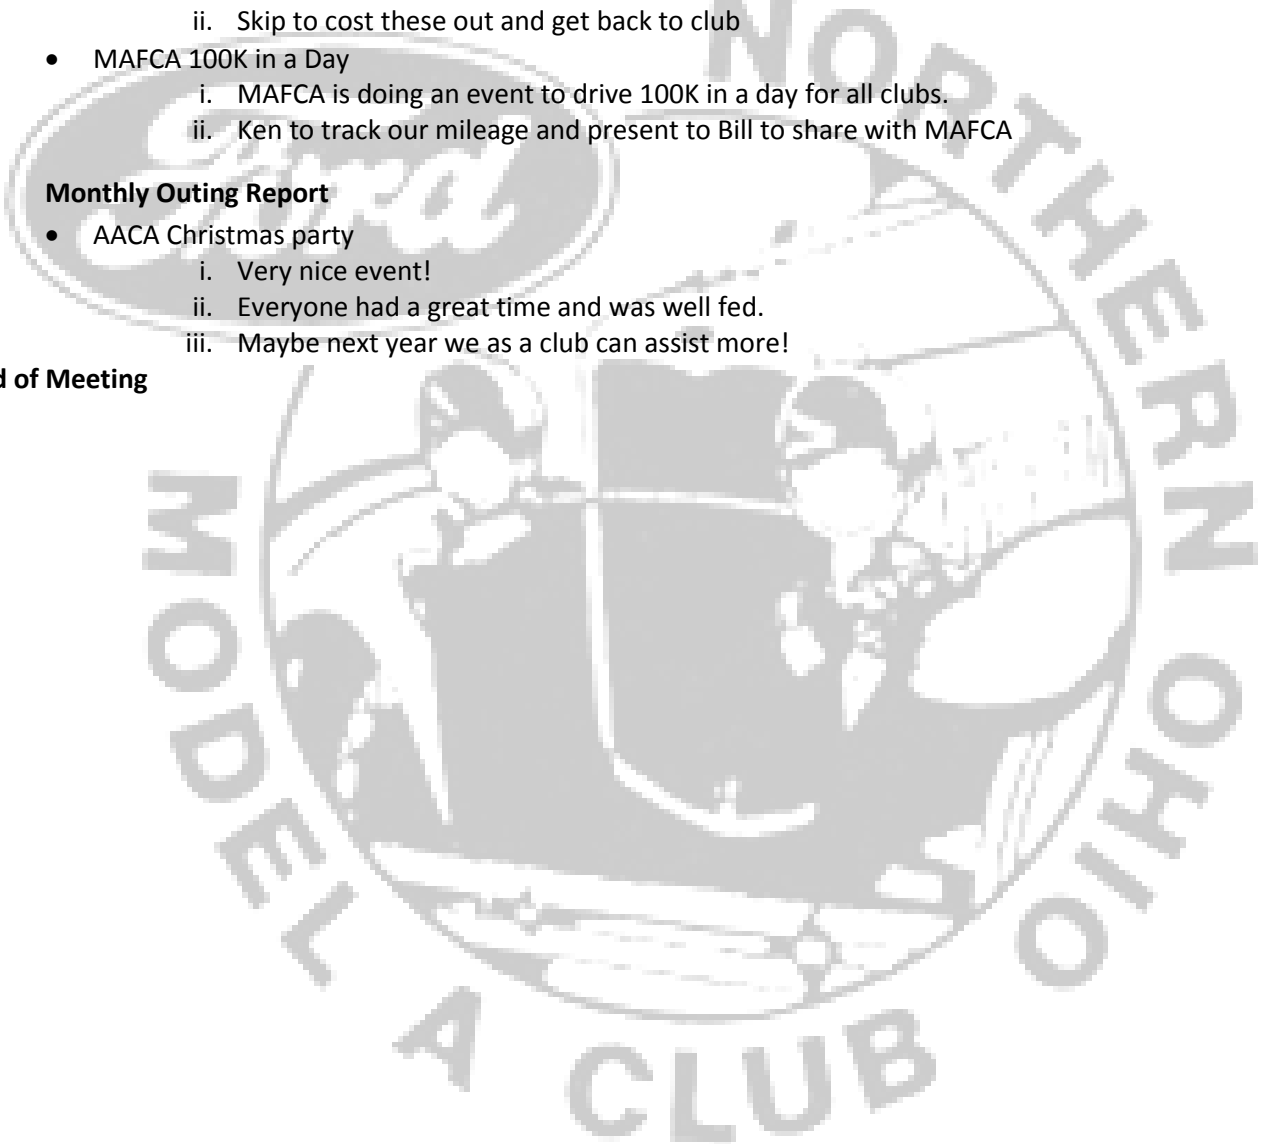 ii. Skip to cost these out and get back to club
• MAFCA 100K in a Day
i. MAFCA is doing an event to drive 100K in a day for all clubs.
ii. Ken to track our mileage and present to Bill to share with MAFCA
Monthly Outing Report
• AACA Christmas party
i. Very nice event!
ii. Everyone had a great time and was well fed.
iii. Maybe next year we as a club can assist more!
d of Meeting
Ford
NORTHERN OHIO
MODEL A CLUB